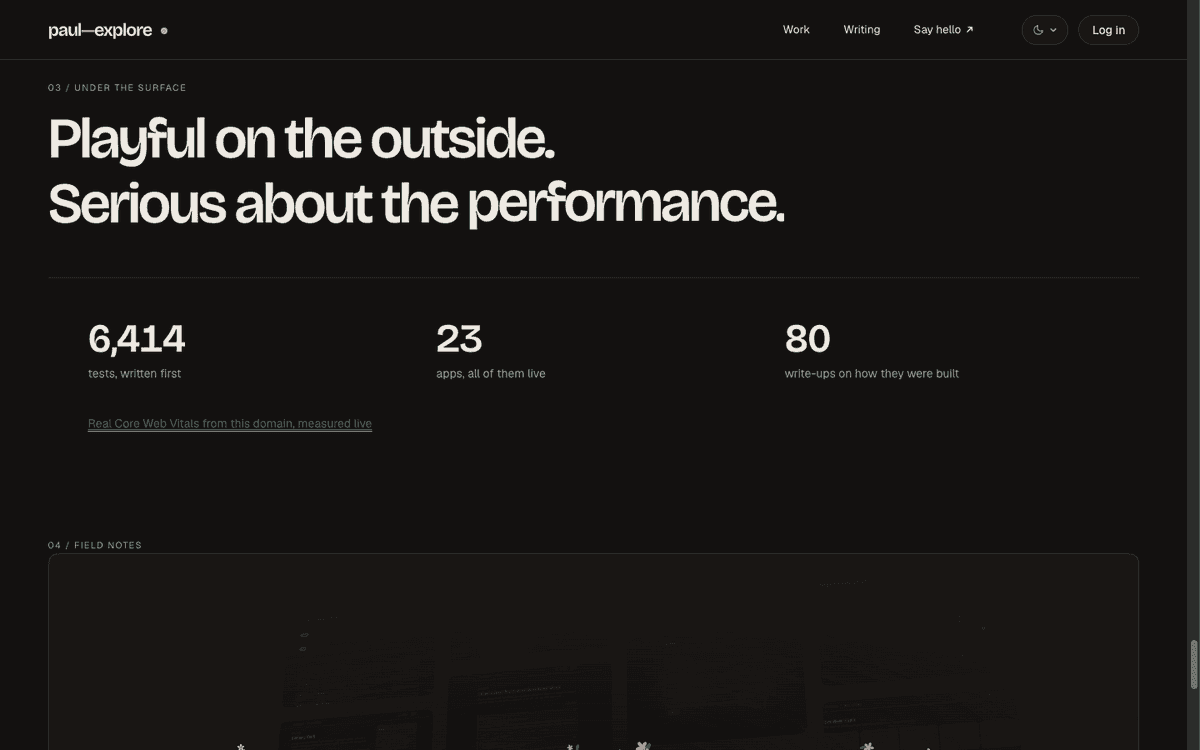 paul—explore
Work
Writing
Say hello ↗
Log in
03 / UNDER THE SURFACE
Playful on the outside.
Serious about the performance.
6,414
23
80
tests, written first
apps, all of them live
write-ups on how they were built
Real Core Web Vitals from this domain, measured live
04 / FIELD NOTES